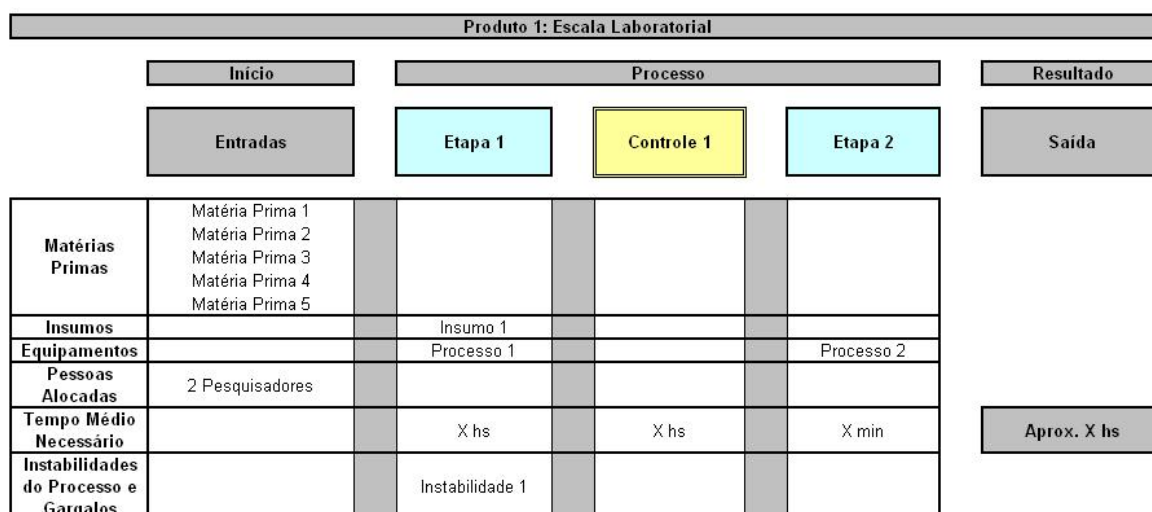 Produto 1: Escala Laboratorial
Início Processo Resultado
Entradas Etapa 1 Controle 1 Etapa 2 Saída
Matérias Primas
Matéria Prima 1
Matéria Prima 2
Matéria Prima 3
Matéria Prima 4
Matéria Prima 5
Insumos Insumo 1
Equipamentos Processo 1 Processo 2
Pessoas
Alocadas
2 Pesquisadores
Tempo Médio
Necessário
X hs X hs X min Aprox. X hs
Instabilidades
do Processo e
Gargalos
Instabilidade 1